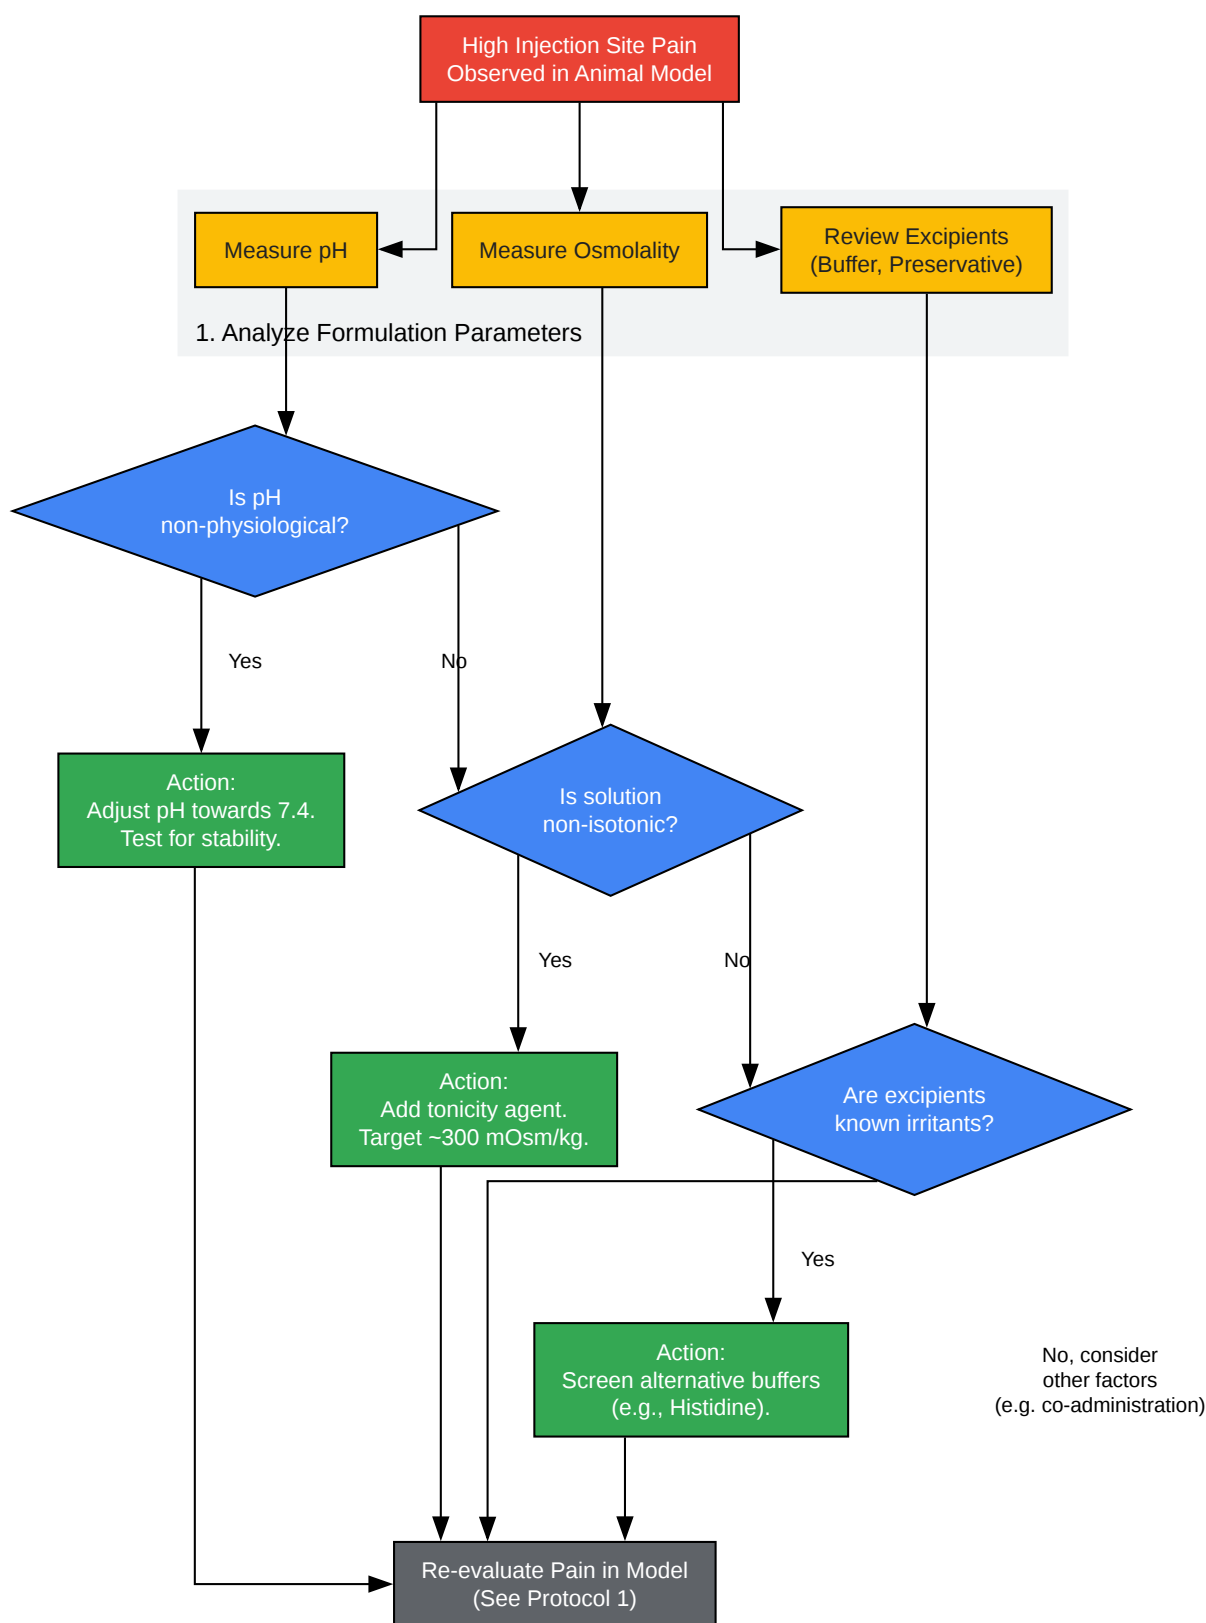 High Injection Site Pain
Observed in Animal Model
Measure pH
Measure Osmolality
Review Excipients
(Buffer, Preservative)
1. Analyze Formulation Parameters
Is pH
non-physiological?
Yes
No
Action:
Adjust pH towards 7.4.
Test for stability.
Is solution
non-isotonic?
Yes
No
Action:
Add tonicity agent.
Target ~300 mOsm/kg.
Are excipients
known irritants?
Yes
Action:
Screen alternative buffers
(e.g., Histidine).
No, consider
other factors
(e.g. co-administration)
Re-evaluate Pain in Model
(See Protocol 1)